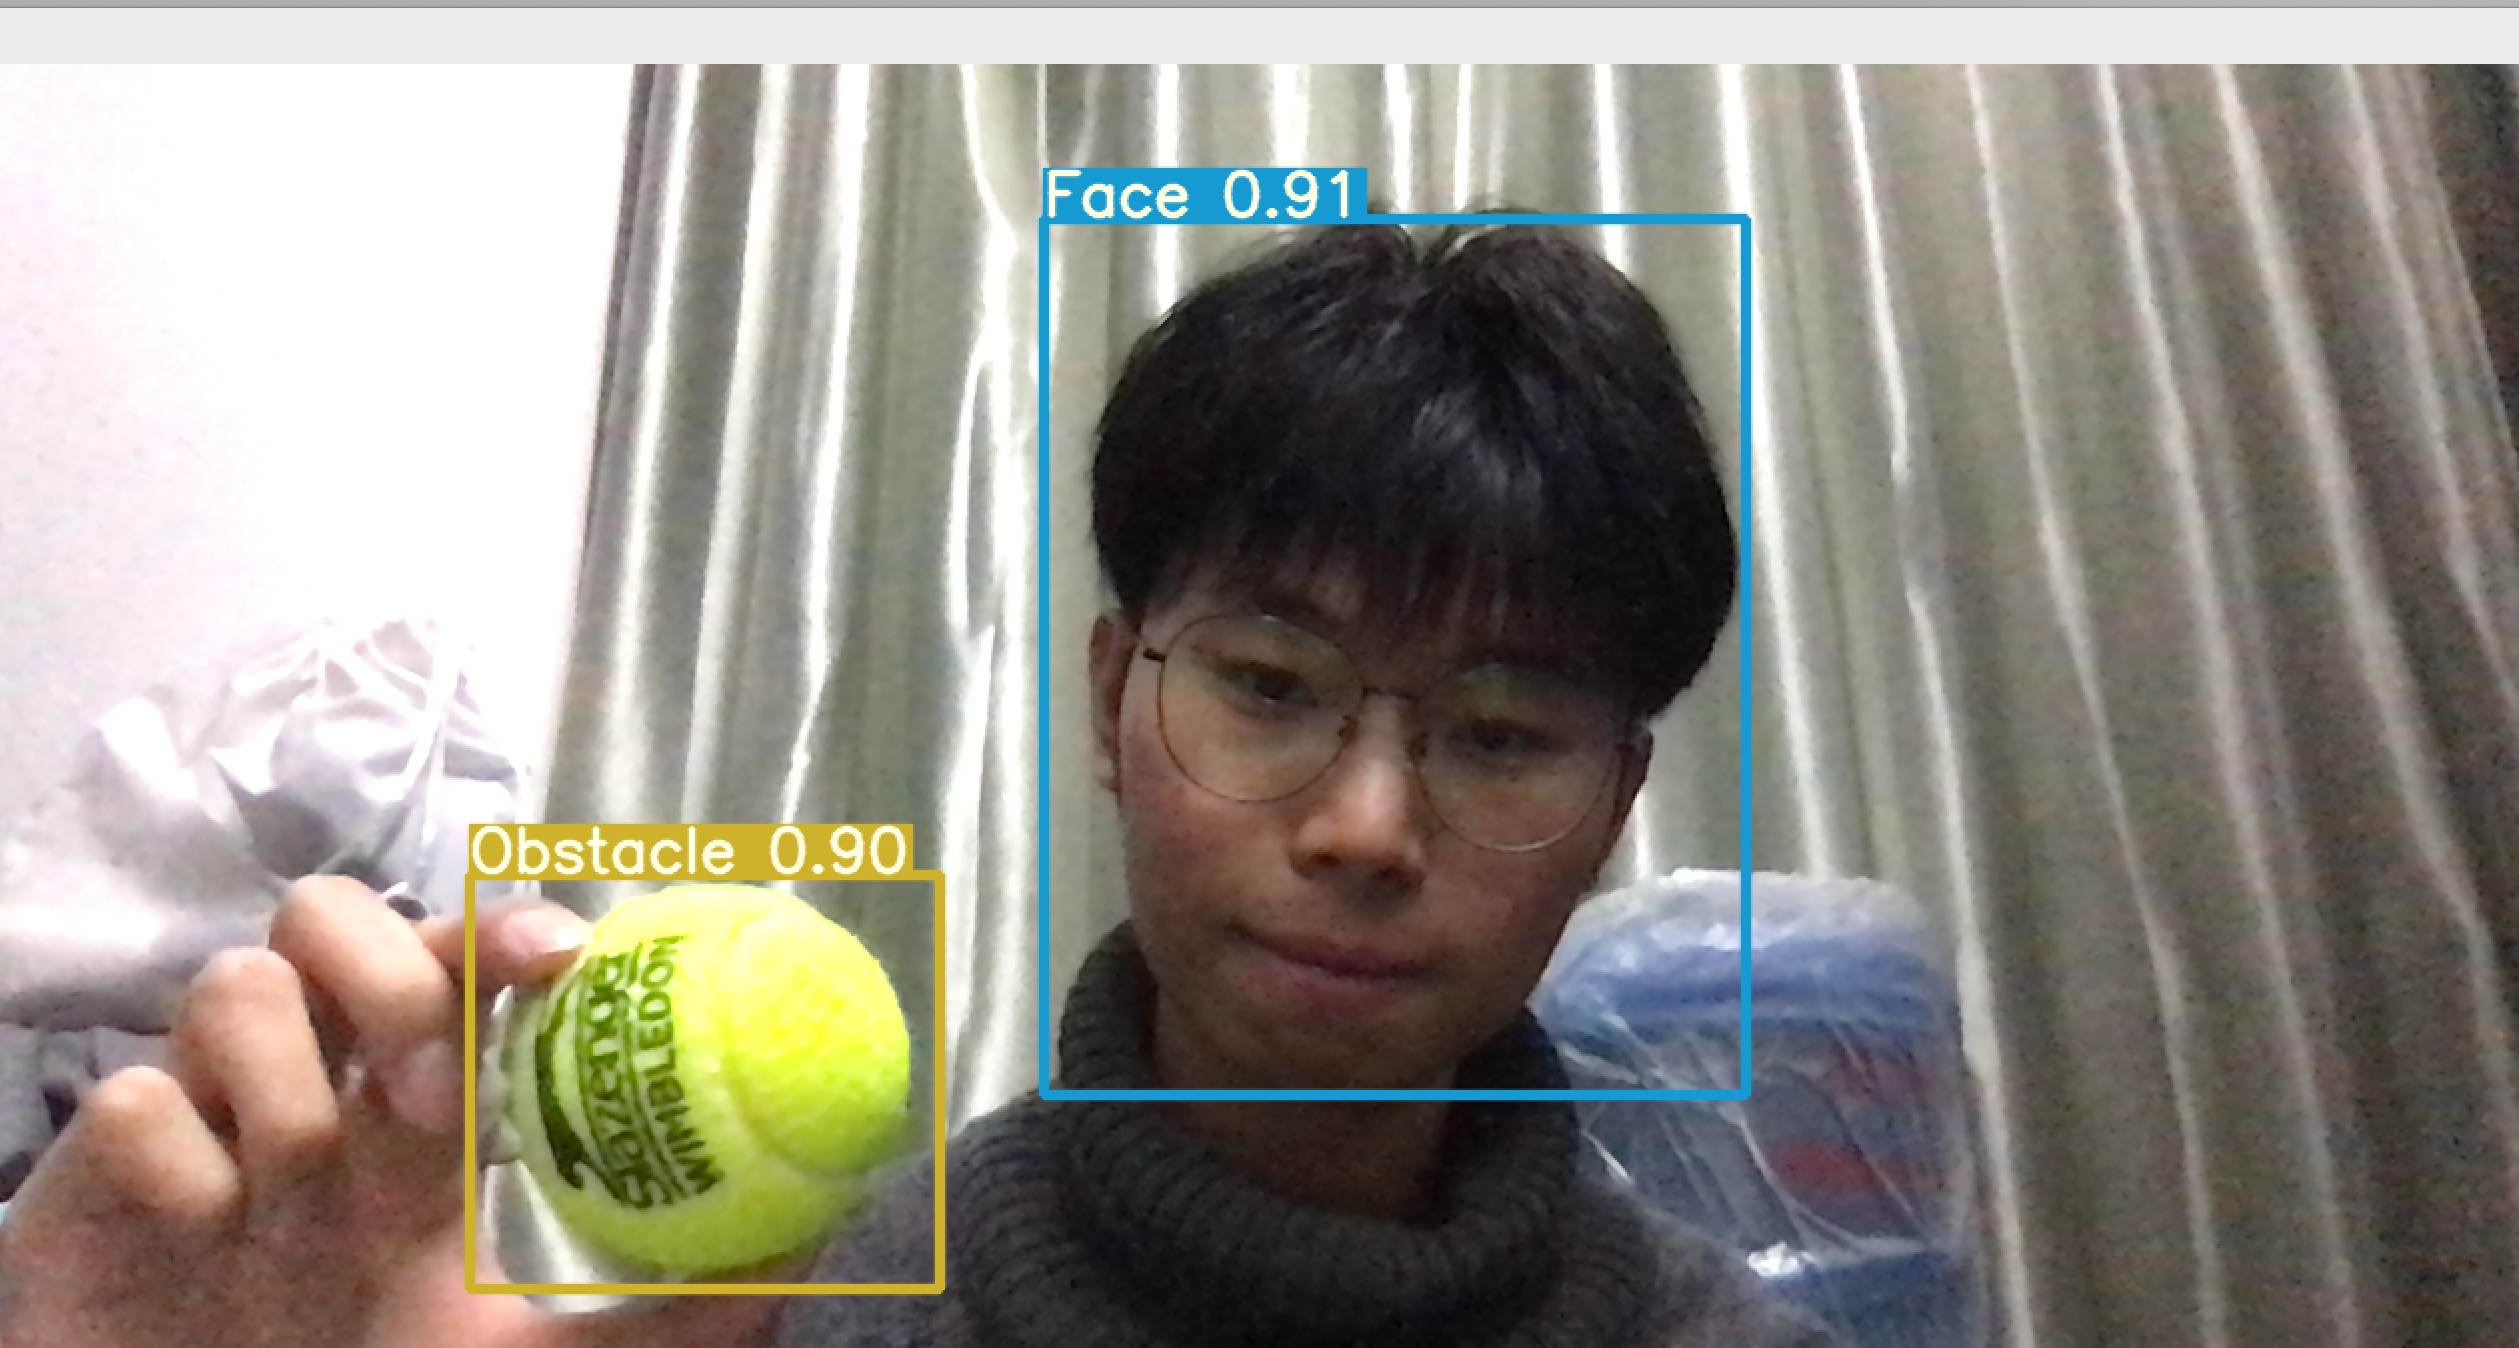 Face 0.91
Obstacle 0.90
Slazenger
WIMBLEDON